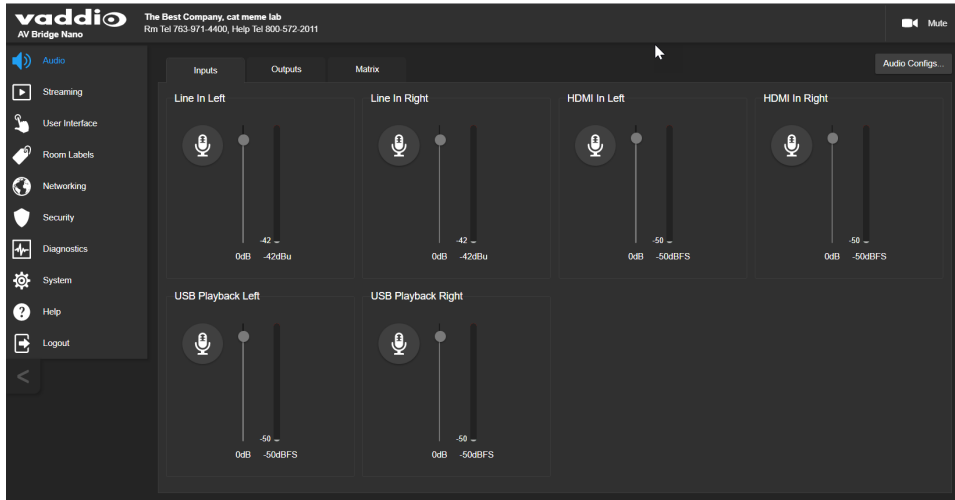 vaddio
AV Bridge Nano
The Best Company, cat meme lab
Rm Tel 763-971-4400, Help Tel 800-572-2011
Mute
Audio
Streaming
User Interface
Room Labels
Networking
Security
Diagnostics
System
Help
Logout
<
Inputs Outputs Matrix
Audio Configs...
Line In Left Line In Right HDMI In Left HDMI In Right
-42 -42 -50 -50
0dB -42dBu 0dB -42dBu 0dB -50dBFS 0dB -50dBFS
USB Playback Left USB Playback Right
-50 -50
0dB -50dBFS 0dB -50dBFS